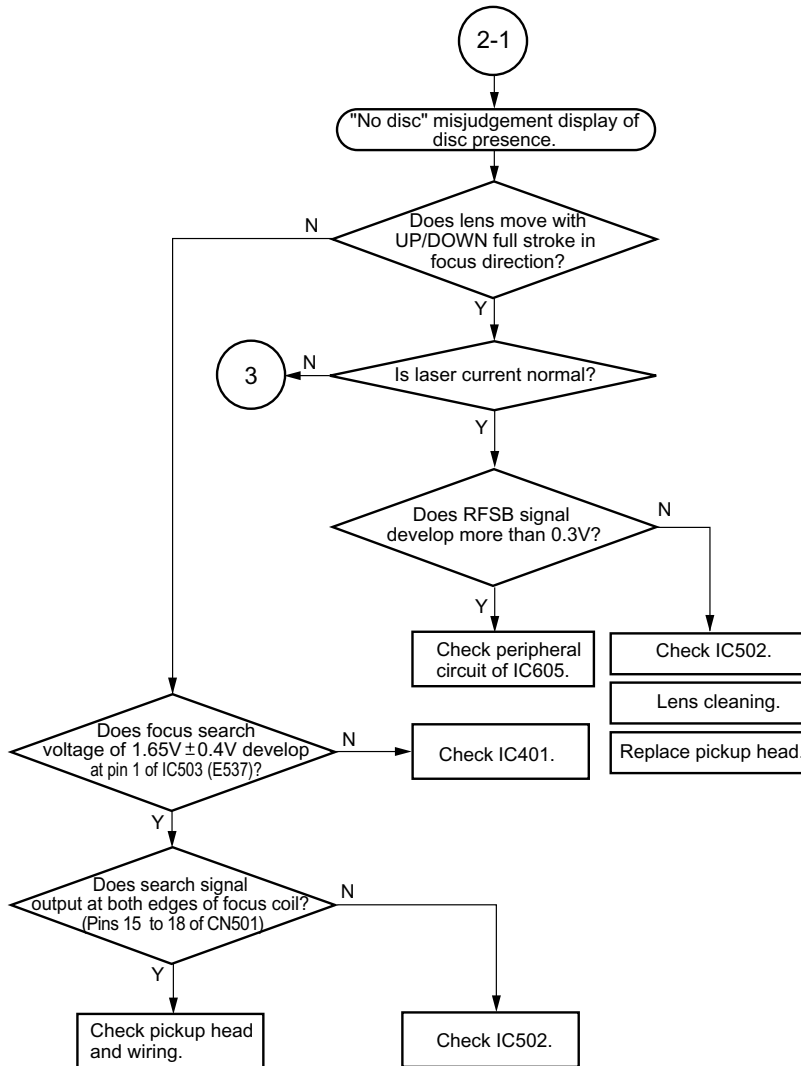 2-1
"No disc" misjudgement display of
disc presence.
Does lens move with
UP/DOWN full stroke in
focus direction?
N
Y
3
N
Is laser current normal?
Y
Does RFSB signal
develop more than 0.3V?
N
Y
Check peripheral
circuit of IC605.
Check IC502.
Lens cleaning.
Replace pickup head.
Does focus search
voltage of 1.65V ± 0.4V develop
at pin 1 of IC503 (E537)?
N
Check IC401.
Y
Does search signal
output at both edges of focus coil?
(Pins 15 to 18 of CN501)
N
Y
Check pickup head
and wiring.
Check IC502.